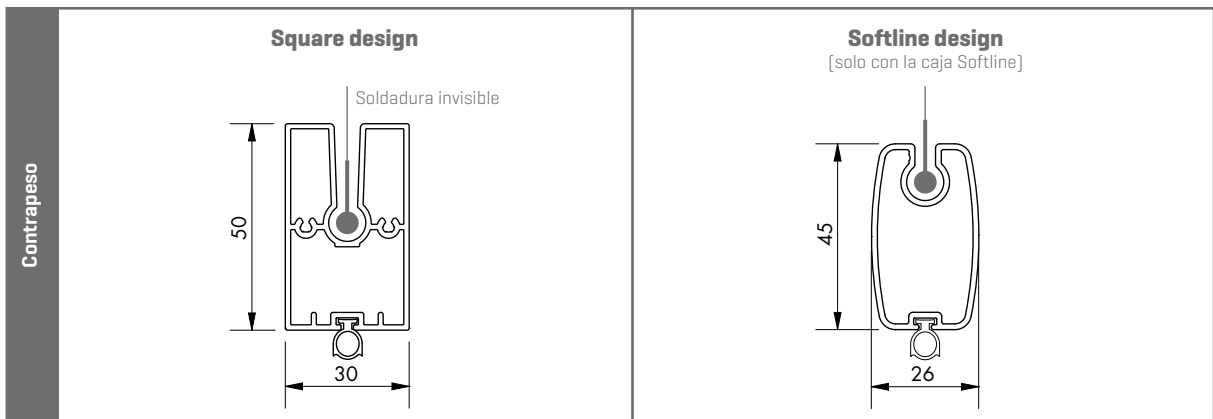 Contrapeso
Square design
Soldadura invisible
50
30
Softline design
(solo con la caja Softline)
45
26